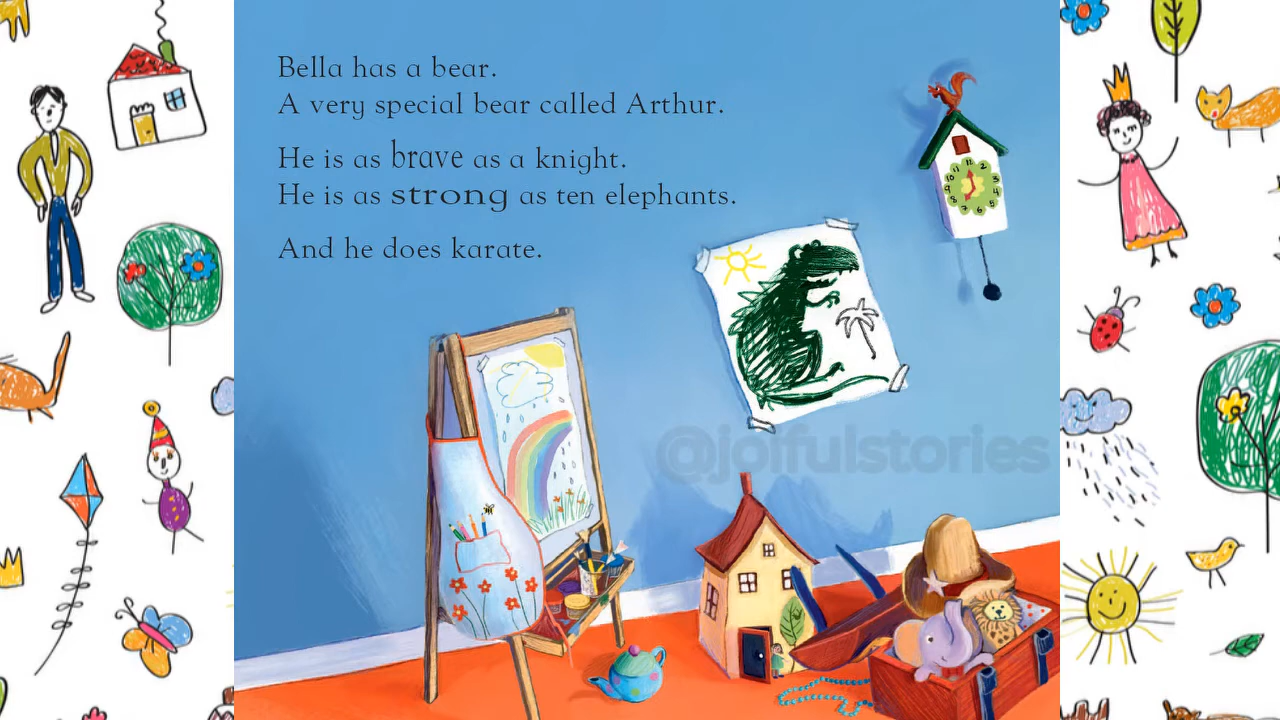 Bella has a bear.
A very special bear called Arthur.
He is as brave as a knight.
He is as strong as ten elephants.
And he does karate.
@joifulstories